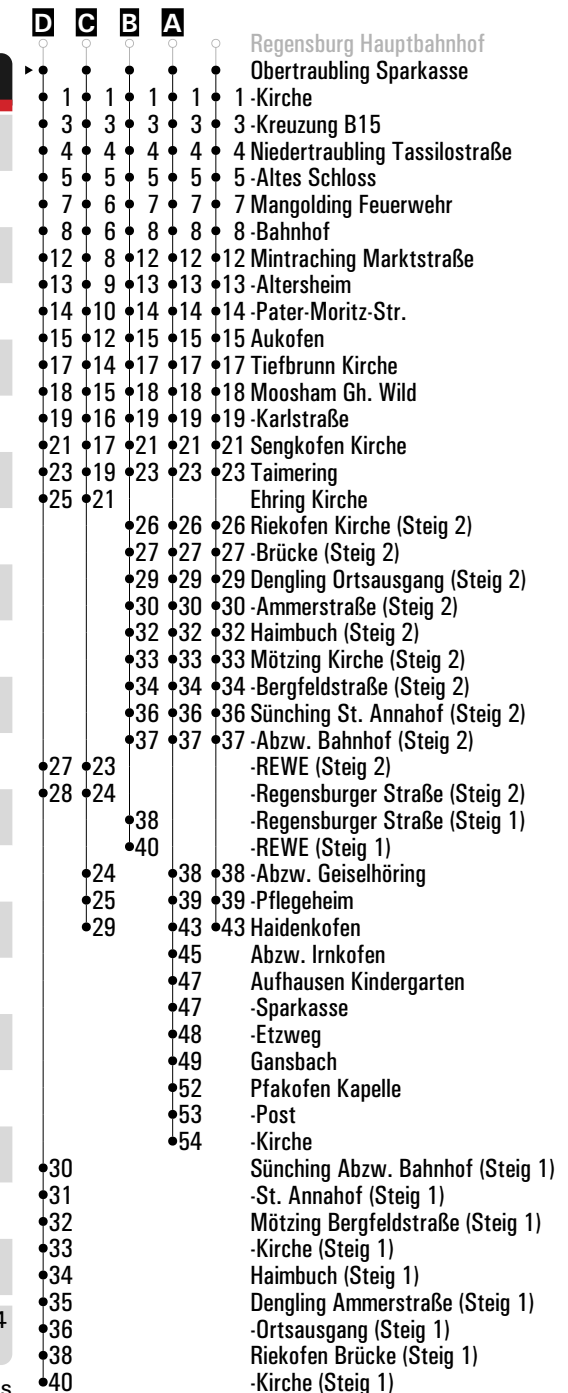 D C B A
Regensburg Hauptbahnhof
Obertraubling Sparkasse
1 1 1 1 1 -Kirche
3 3 3 3 3 -Kreuzung B15
4 4 4 4 4 Niedertraubling Tassilostraße
5 5 5 5 5 -Altes Schloss
7 6 7 7 7 Mangolding Feuerwehr
8 6 8 8 8 -Bahnhof
12 8 12 12 12 Mintraching Marktstraße
13 9 13 13 13 -Altersheim
14 10 14 14 14 -Pater-Moritz-Str.
15 12 15 15 15 Aukofen
17 14 17 17 17 Tiefbrunn Kirche
18 15 18 18 18 Moosham Gh. Wild
19 16 19 19 19 -Karlstraße
21 17 21 21 21 Sengkofen Kirche
23 19 23 23 23 Taimering
25 21 Ehring Kirche
26 26 26 Riekofen Kirche (Steig 2)
27 27 27 -Brücke (Steig 2)
29 29 29 Dengling Ortsausgang (Steig 2)
30 30 30 -Ammerstraße (Steig 2)
32 32 32 Haimbuch (Steig 2)
33 33 33 Mötzing Kirche (Steig 2)
34 34 34 -Bergfeldstraße (Steig 2)
36 36 36 Sünching St. Annahof (Steig 2)
37 37 37 -Abzw. Bahnhof (Steig 2)
27 23 -REWE (Steig 2)
28 24 -Regensburger Straße (Steig 2)
38 -Regensburger Straße (Steig 1)
40 -REWE (Steig 1)
24 38 38 -Abzw. Geiselhöring
25 39 39 -Pflegeheim
29 43 43 Haidenkofen
45 Abzw. Irnkofen
47 Aufhausen Kindergarten
47 -Sparkasse
48 -Etzweg
49 Gansbach
52 Pfakofen Kapelle
53 -Post
54 -Kirche
30 Sünching Abzw. Bahnhof (Steig 1)
31 -St. Annahof (Steig 1)
32 Mötzing Bergfeldstraße (Steig 1)
33 -Kirche (Steig 1)
34 Haimbuch (Steig 1)
35 Dengling Ammerstraße (Steig 1)
4 36 -Ortsausgang (Steig 1)
38 Riekofen Brücke (Steig 1)
s 40 -Kirche (Steig 1)